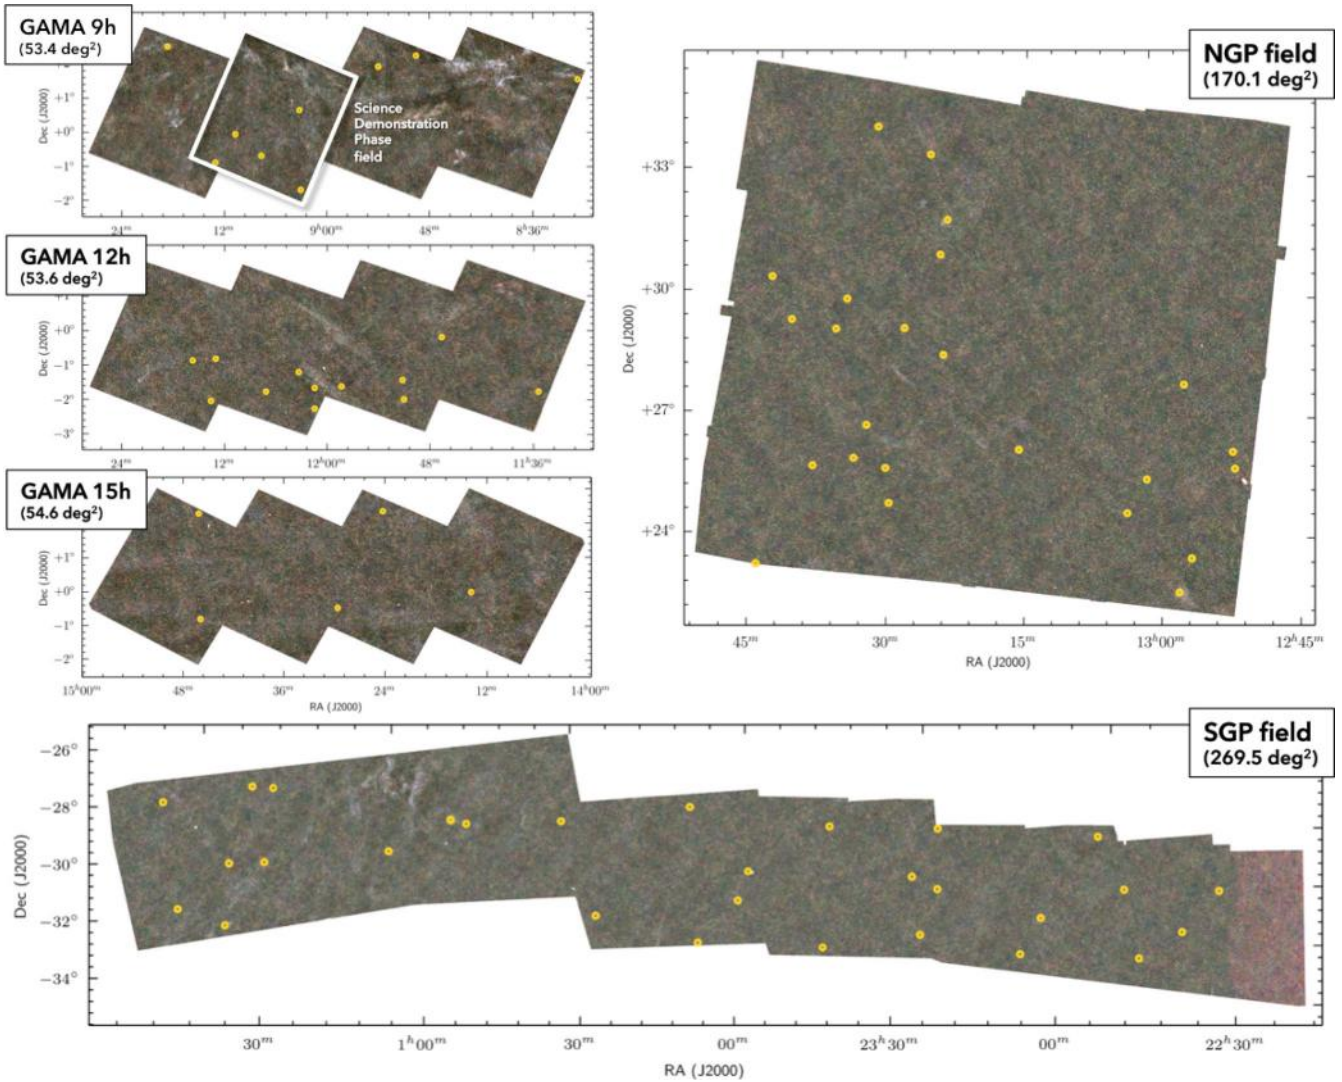 GAMA 9h
(53.4 deg²)
+1°
+0°
−1°
−2°
Dec (J2000)
Science
Demonstration
Phase
field
24ᵐ
12ᵐ
9ʰ00ᵐ
48ᵐ
8ʰ36ᵐ
GAMA 12h
(53.6 deg²)
+0°
−1°
−2°
−3°
Dec (J2000)
24ᵐ
12ᵐ
12ʰ00ᵐ
48ᵐ
11ʰ36ᵐ
GAMA 15h
(54.6 deg²)
+1°
+0°
−1°
−2°
Dec (J2000)
15ʰ00ᵐ
48ᵐ
36ᵐ
24ᵐ
12ᵐ
14ʰ00ᵐ
RA (J2000)
NGP field
(170.1 deg²)
+33°
+30°
+27°
+24°
Dec (J2000)
45ᵐ
30ᵐ
15ᵐ
13ʰ00ᵐ
12ʰ45ᵐ
RA (J2000)
SGP field
(269.5 deg²)
−26°
−28°
−30°
−32°
−34°
Dec (J2000)
30ᵐ
1ʰ00ᵐ
30ᵐ
00ᵐ
23ʰ30ᵐ
00ᵐ
22ʰ30ᵐ
RA (J2000)